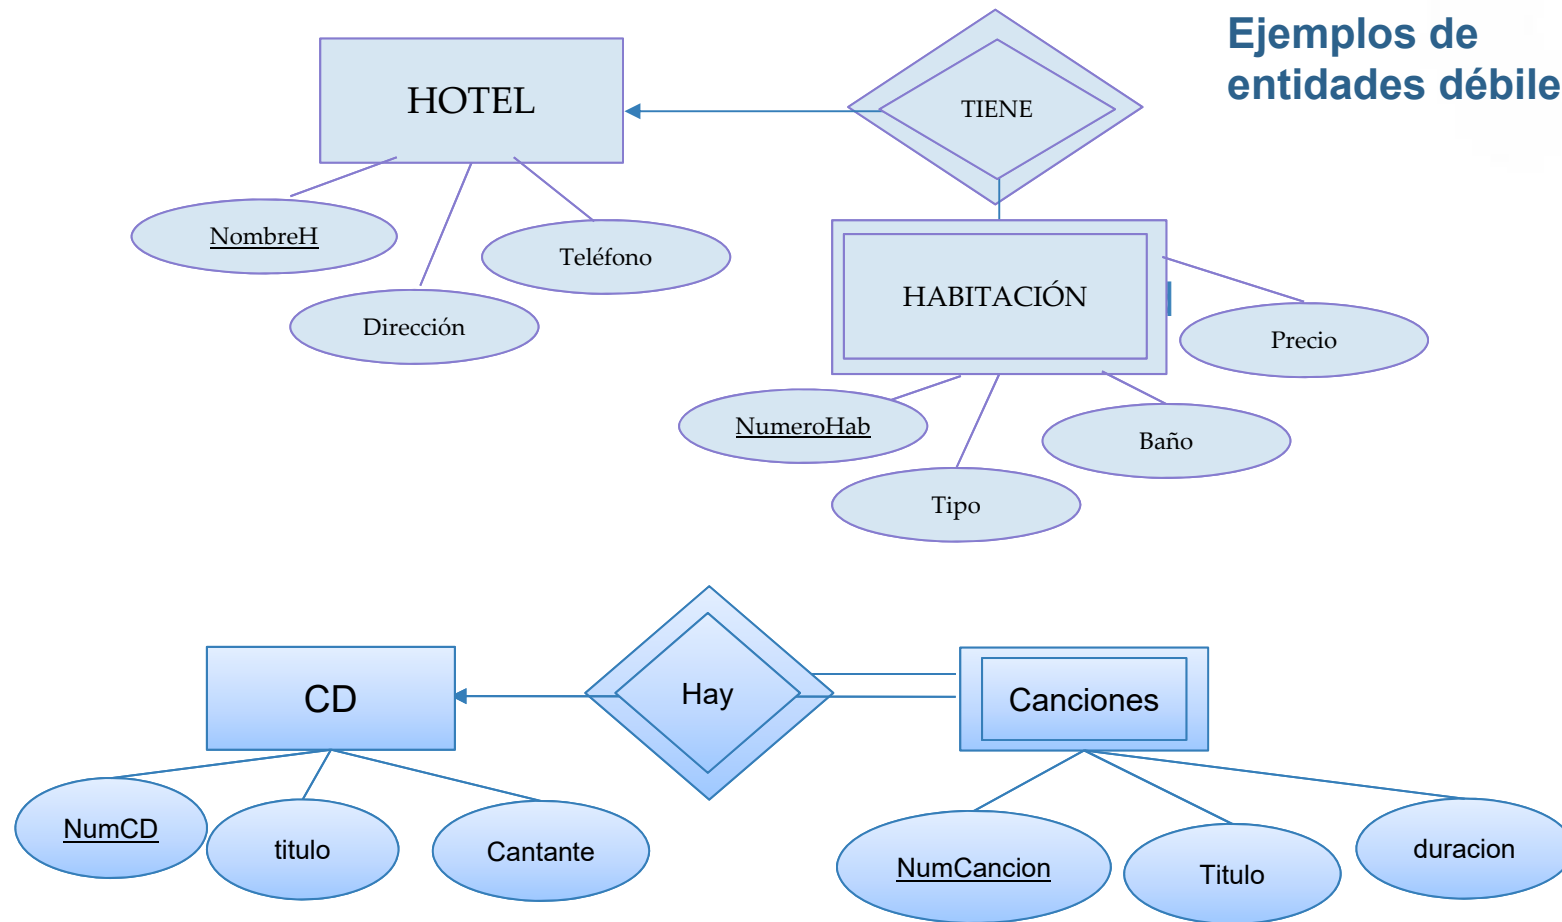 Ejemplos de
entidades débile
HOTEL
TIENE
NombreH
Teléfono
Dirección
HABITACIÓN
Precio
NumeroHab
Baño
Tipo
CD
Hay
Canciones
NumCD
titulo
Cantante
NumCancion
Titulo
duracion